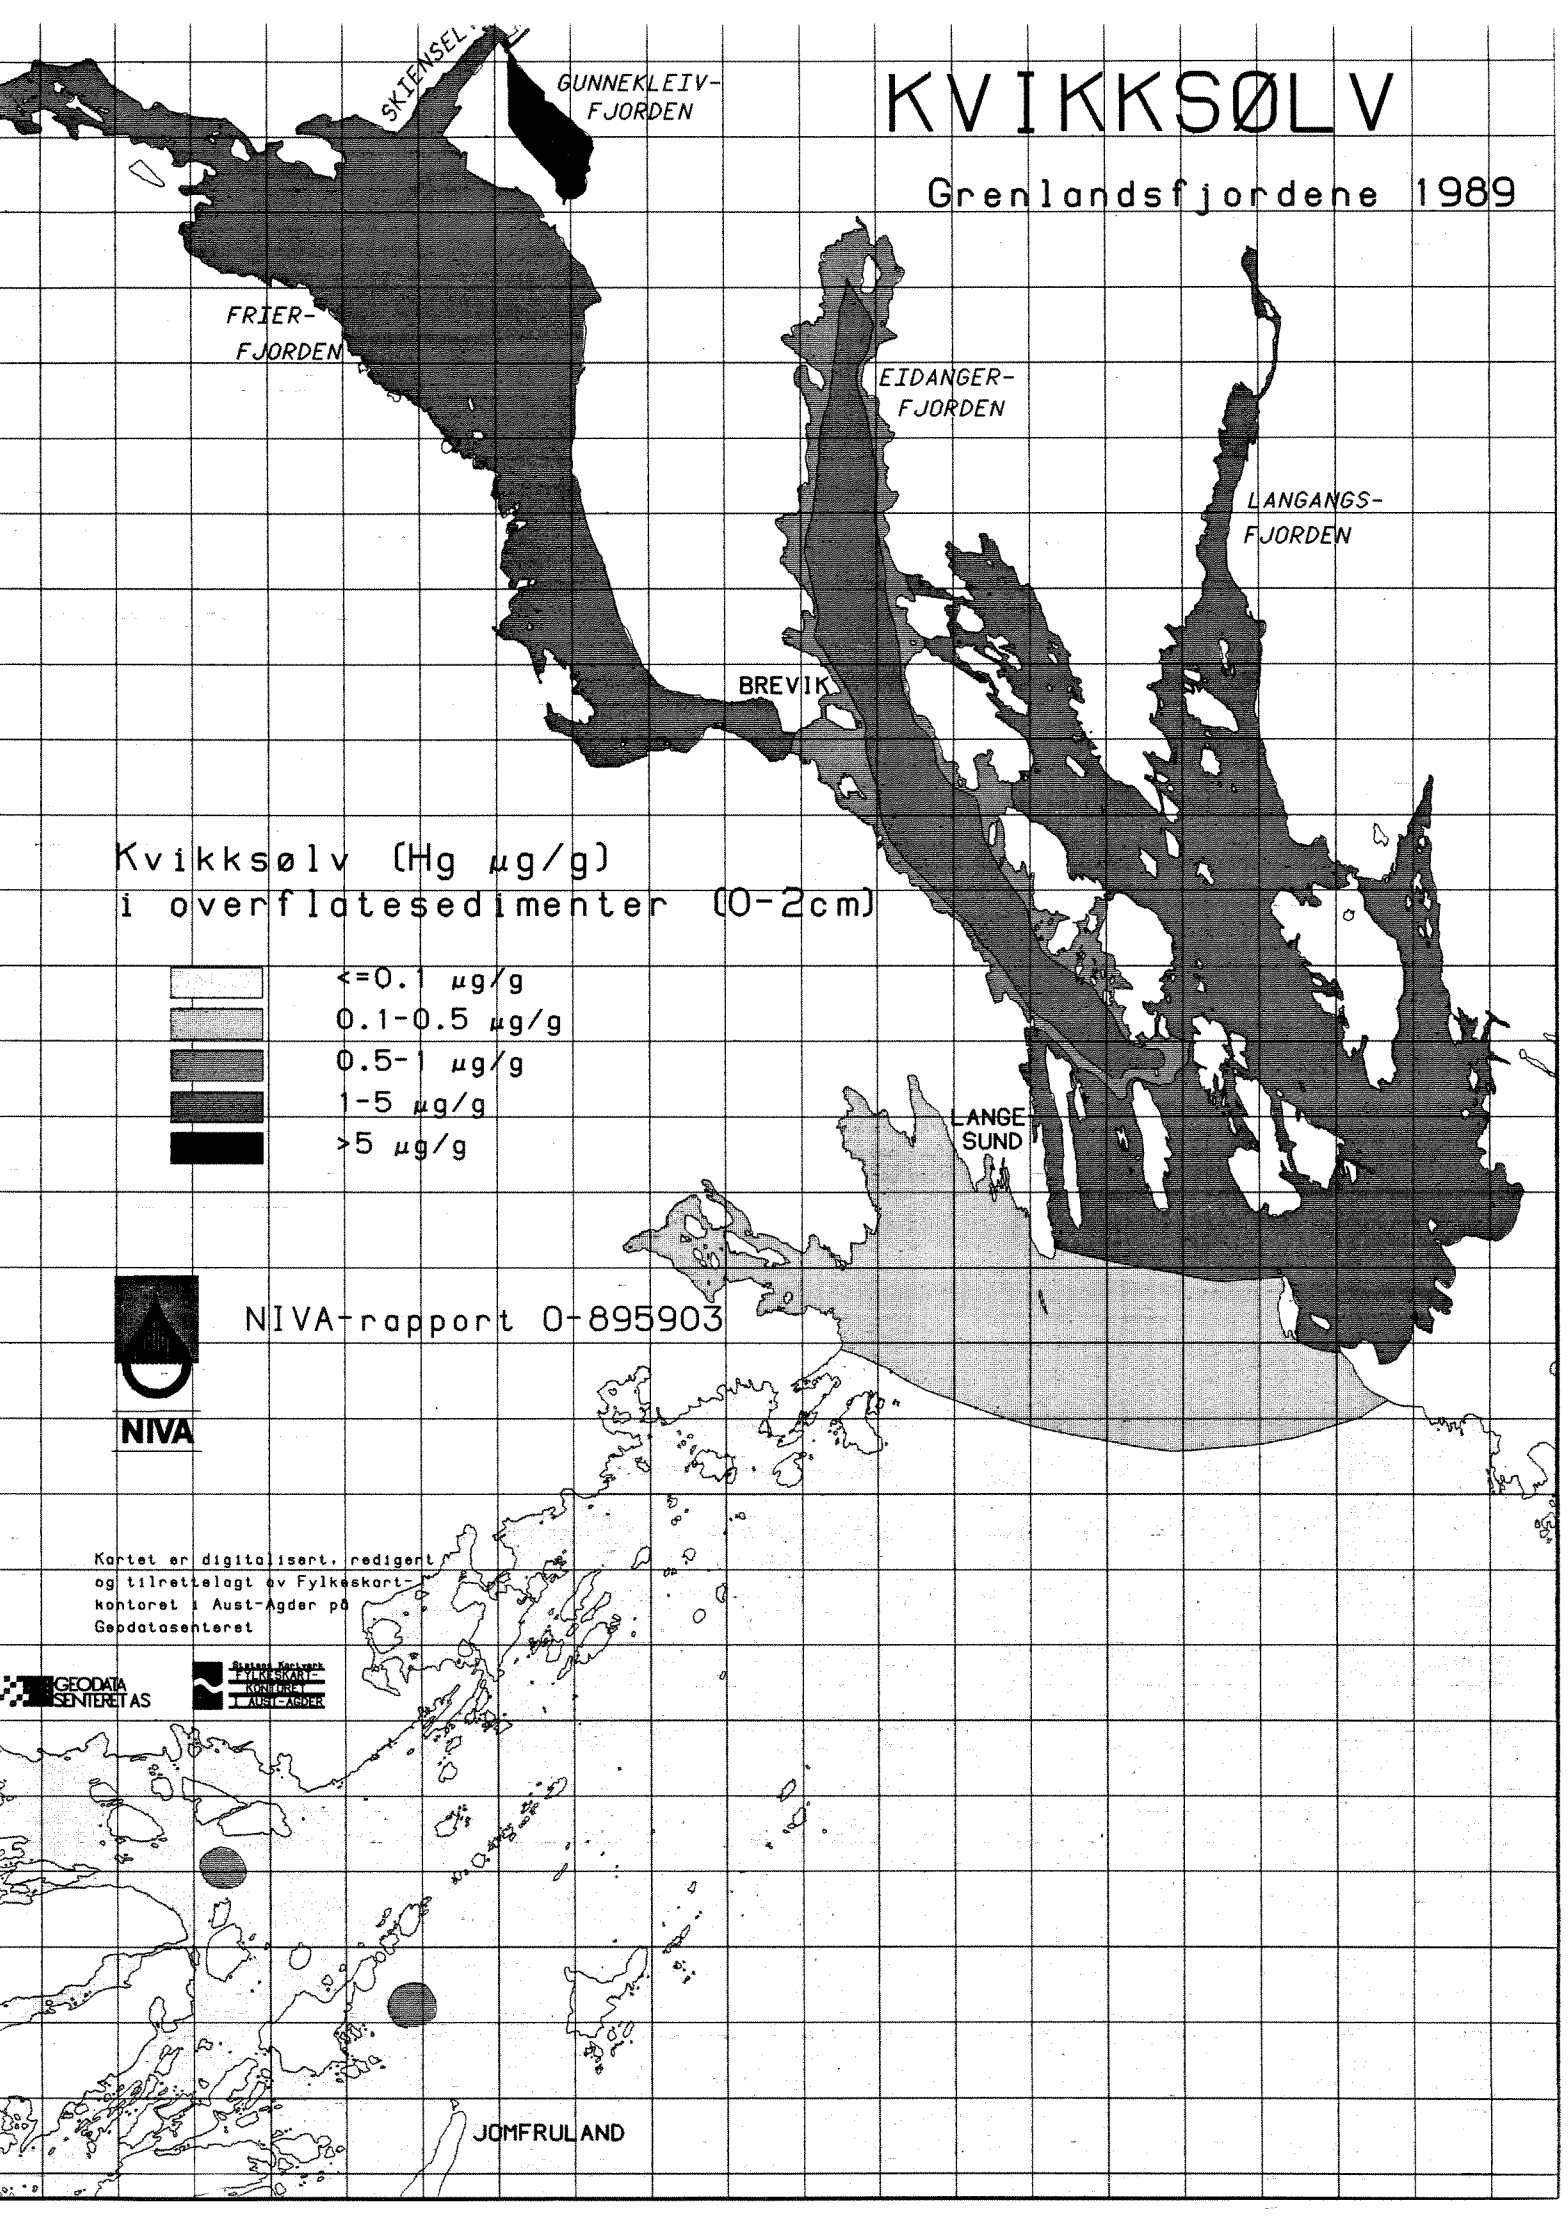 SKIENSEL
GUNNEKLEIV-
FJORDEN
KVIKKSØLV
Grenlandsfjordene 1989
FRIER-
FJORDEN
EIDANGER-
FJORDEN
LANGANGS-
FJORDEN
BREVIK
Kvikksølv (Hg µg/g)
i overflatesedimenter (0-2cm)
<=0.1 µg/g
0.1-0.5 µg/g
0.5-1 µg/g
1-5 µg/g
>5 µg/g
LANGE
SUND
NIVA-rapport O-895903
NIVA
Kartet er digitalisert, redigert
og tilrettelagt av Fylkeskart-
kontoret i Aust-Agder på
Geodatasenteret
GEODATA
SENTERET AS
Statens Kartverk
FYLKESKART-
KONTORET
I AUST-AGDER
JOMFRULAND